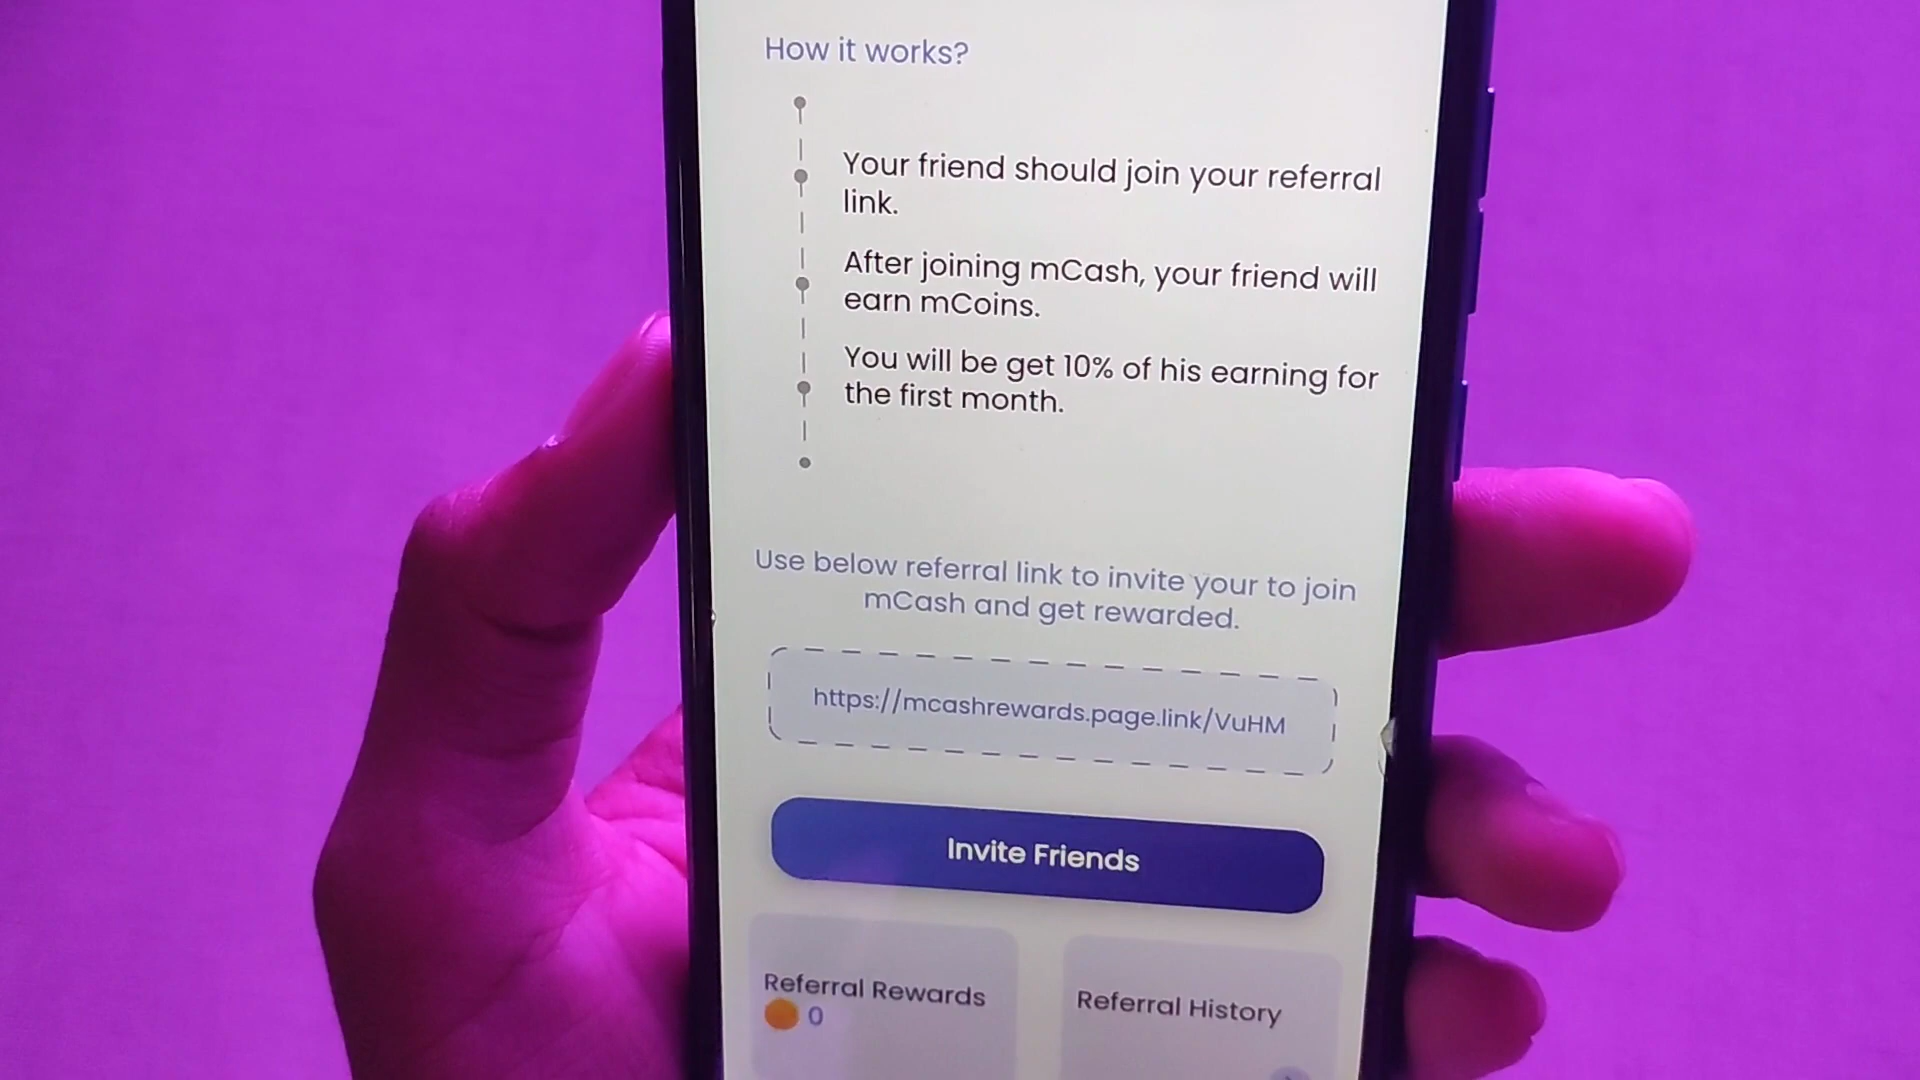 How it works?
Your friend should join your referral
link.
After joining mCash, your friend will
earn mCoins.
You will be get 10% of his earning for
the first month.
Use below referral link to invite your to join
mCash and get rewarded.
https://mcashrewards.page.link/VuHM
Invite Friends
Referral Rewards
0
Referral History